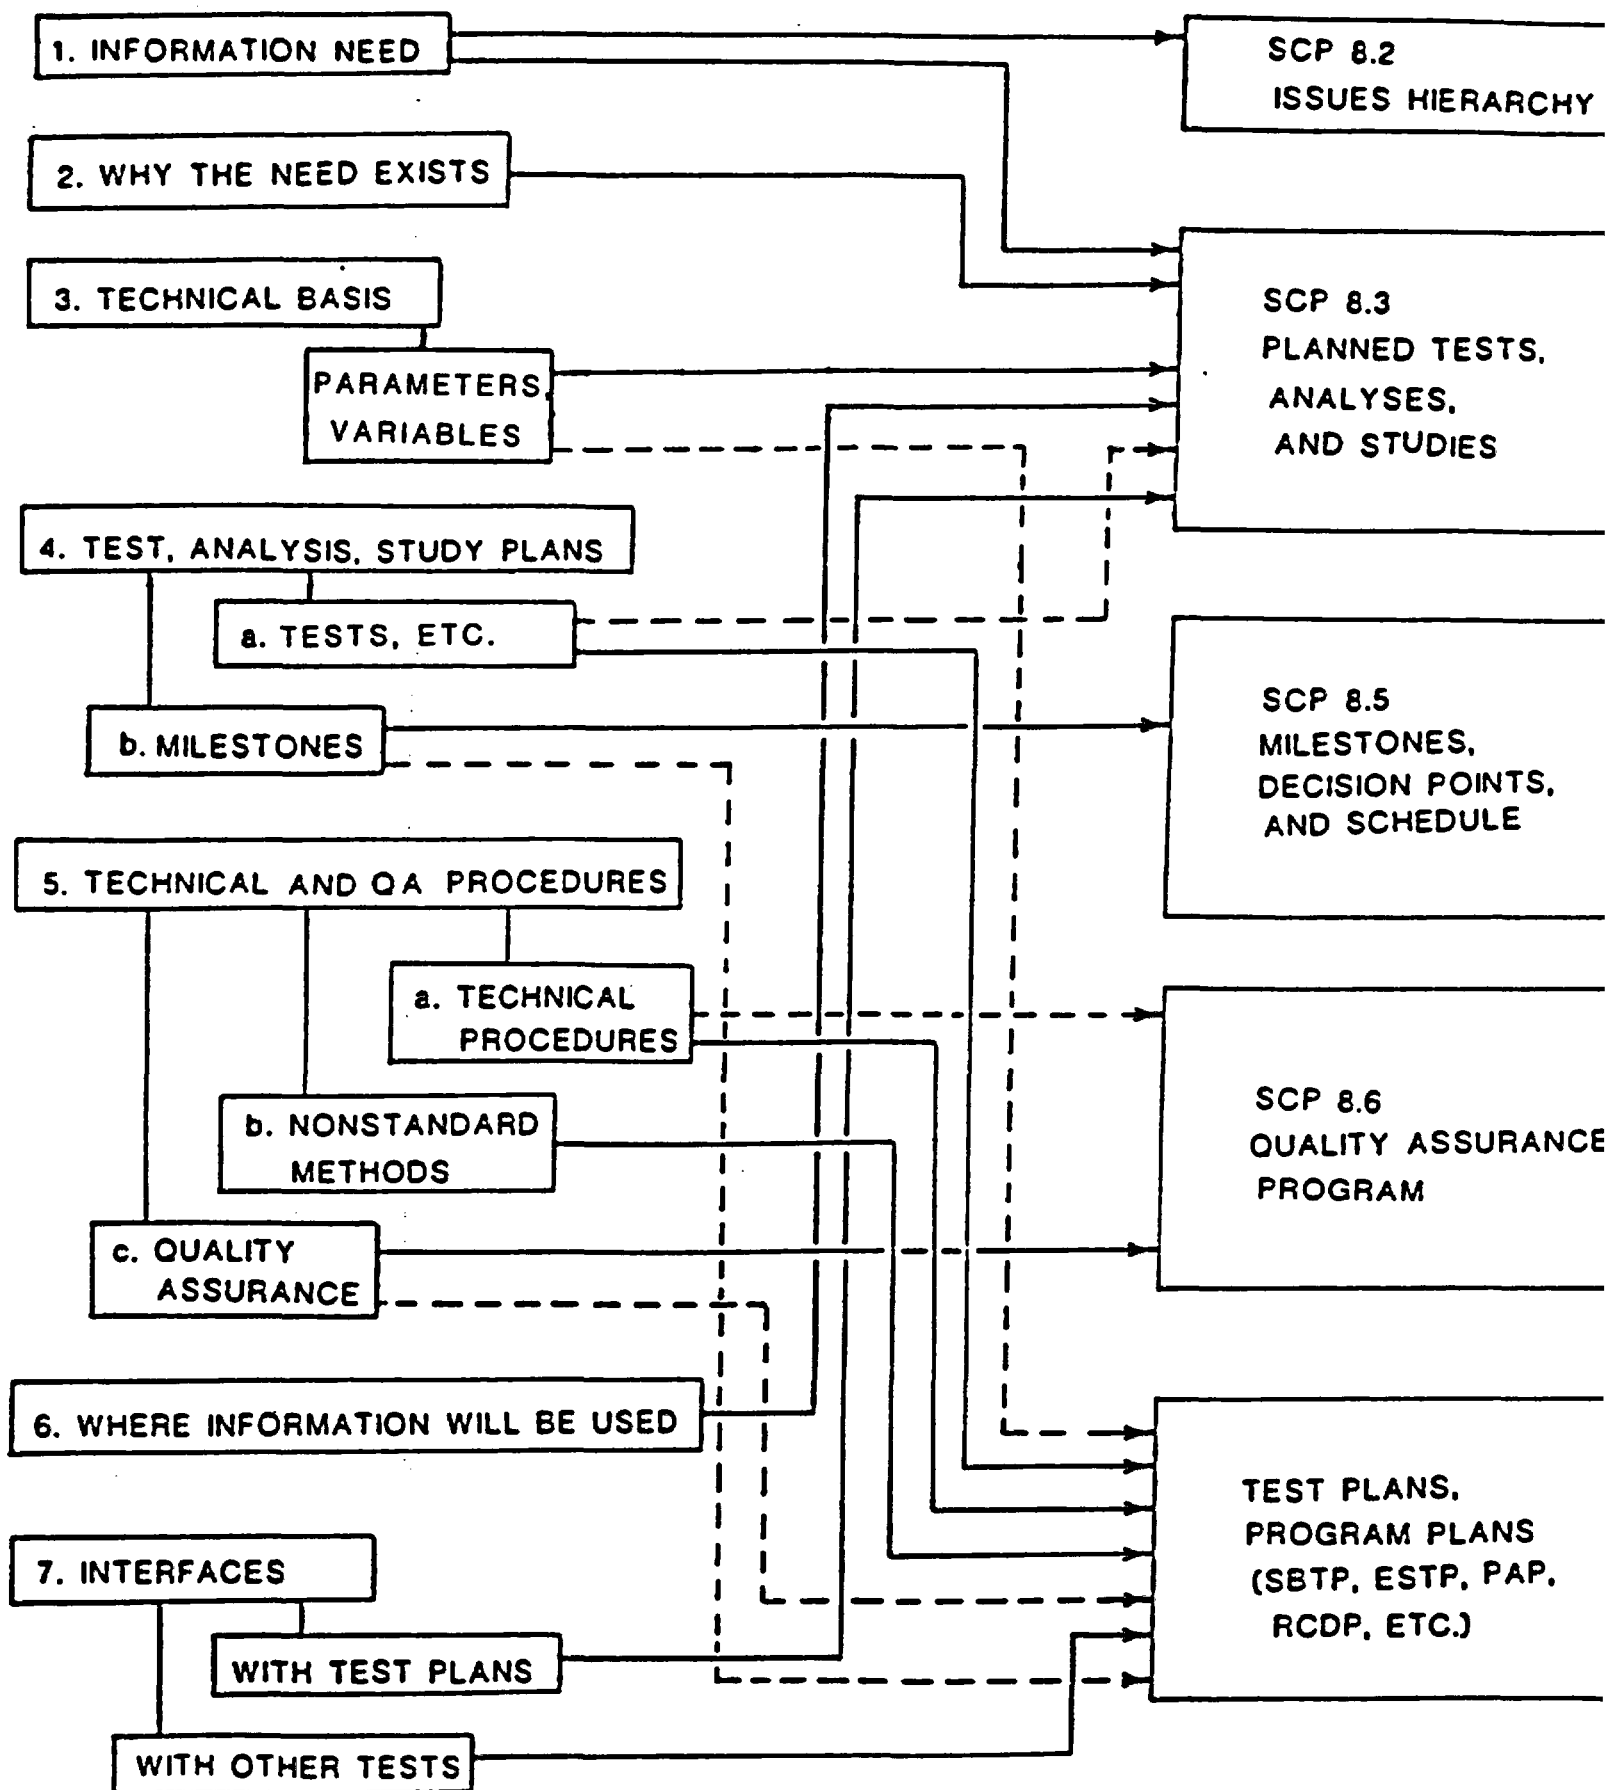 1. INFORMATION NEED
2. WHY THE NEED EXISTS
3. TECHNICAL BASIS
PARAMETERS,
VARIABLES
4. TEST, ANALYSIS, STUDY PLANS
a. TESTS, ETC.
b. MILESTONES
5. TECHNICAL AND QA PROCEDURES
a. TECHNICAL
PROCEDURES
b. NONSTANDARD
METHODS
c. QUALITY
ASSURANCE
6. WHERE INFORMATION WILL BE USED
7. INTERFACES
WITH TEST PLANS
WITH OTHER TESTS
SCP 8.2
ISSUES HIERARCHY
SCP 8.3
PLANNED TESTS,
ANALYSES,
AND STUDIES
SCP 8.5
MILESTONES,
DECISION POINTS,
AND SCHEDULE
SCP 8.6
QUALITY ASSURANCE
PROGRAM
TEST PLANS,
PROGRAM PLANS
(SBTP, ESTP, PAP,
RCDP, ETC.)